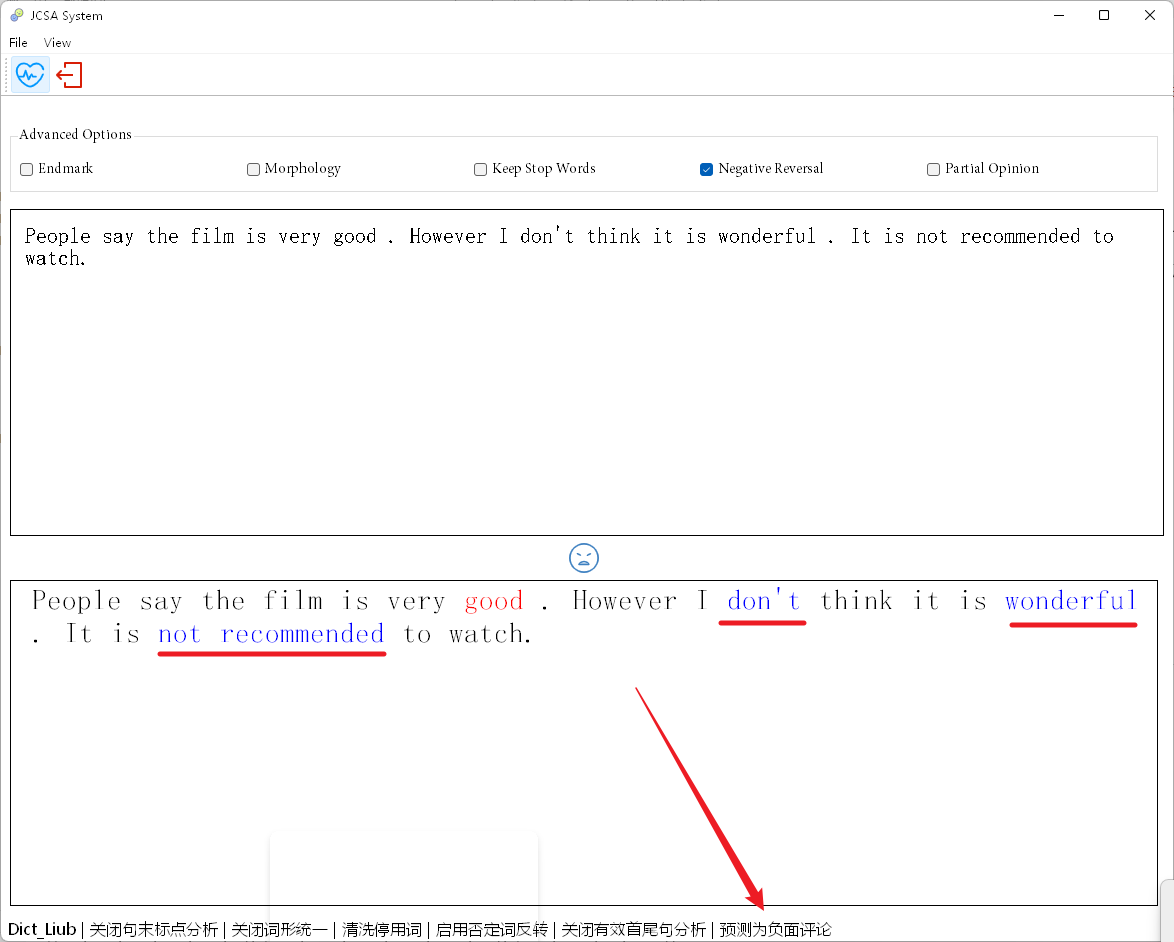 JCSA System
File View
Advanced Options
Endmark Morphology Keep Stop Words Negative Reversal Partial Opinion
People say the film is very good . However I don't think it is wonderful . It is not recommended to
watch.
People say the film is very good . However I don't think it is wonderful
. It is not recommended to watch.
Dict_Liub | 关闭句末标点分析 | 关闭词形统一 | 清洗停用词 | 启用否定词反转 | 关闭有效首尾句分析 | 预测为负面评论